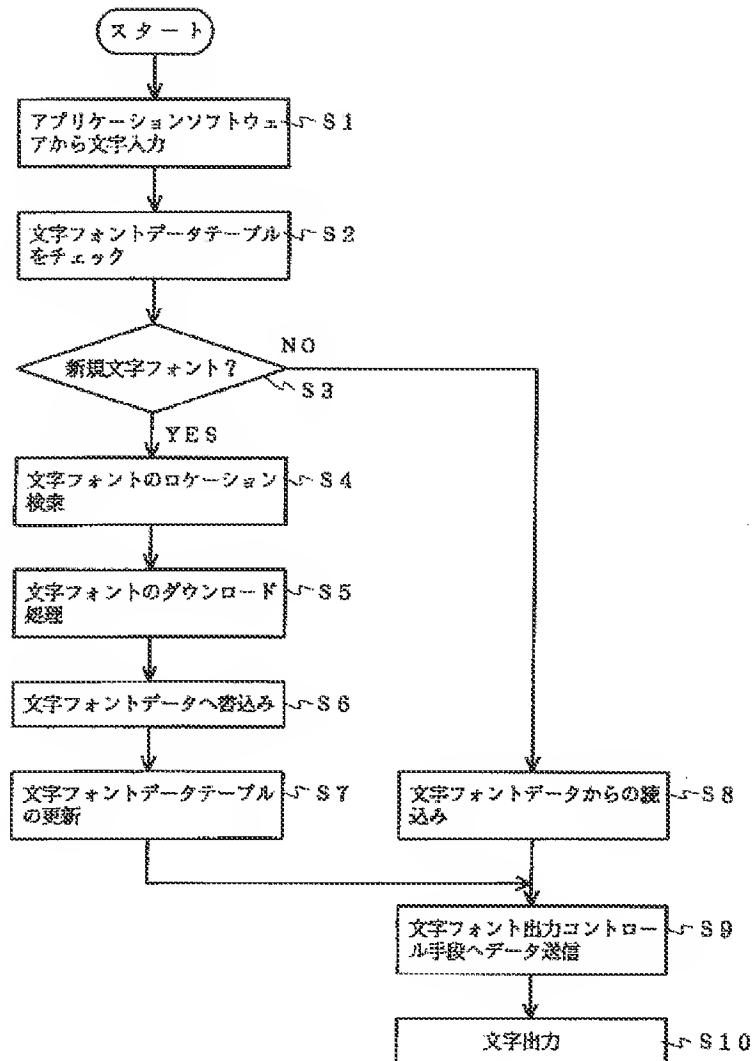 スタート
アプリケーションソフトウェ
アから文字入力
S1
文字フォントデータテーブル
をチェック
S2
新規文字フォント？
S3
NO
YES
文字フォントのロケーション
検索
S4
文字フォントのダウンロード
処理
S5
文字フォントデータへ書込み
S6
文字フォントデータテーブル
の更新
S7
文字フォントデータからの読
込み
S8
文字フォント出力コントロー
ル手段へデータ送信
S9
文字出力
S10